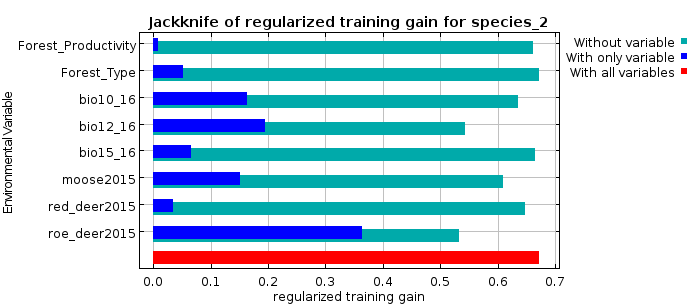 Jackknife of regularized training gain for species_2
Environmental Variable
Forest_Productivity
Forest_Type
bio10_16
bio12_16
bio15_16
moose2015
red_deer2015
roe_deer2015
Without variable
With only variable
With all variables
0.0 0.1 0.2 0.3 0.4 0.5 0.6 0.7
regularized training gain